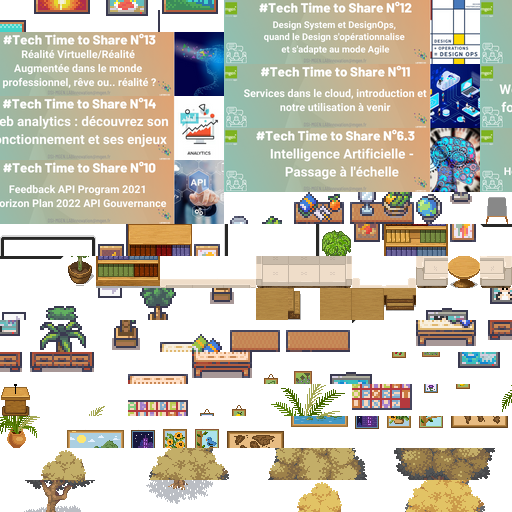 #Tech Time to Share N°13
Réalité Virtuelle/Réalité
Augmentée dans le monde
professionnel, rêve ou... réalité ?
#Tech Time to Share N°14
eb analytics : découvrez son
onctionnement et ses enjeux
ANALYTICS
#Tech Time to Share N°10
Feedback API Program 2021
orizon Plan 2022 API Gouvernance
API
#Tech Time to Share N°12
Design System et DesignOps,
quand le Design s'opérationnalise
et s'adapte au mode Agile
DESIGN
+ OPERATIONS
= DESIGN OPS
#Tech Time to Share N°11
Services dans le cloud, introduction et
notre utilisation à venir
#Tech Time to Share N°6.3
Intelligence Artificielle -
Passage à l'échelle
W
fo
H